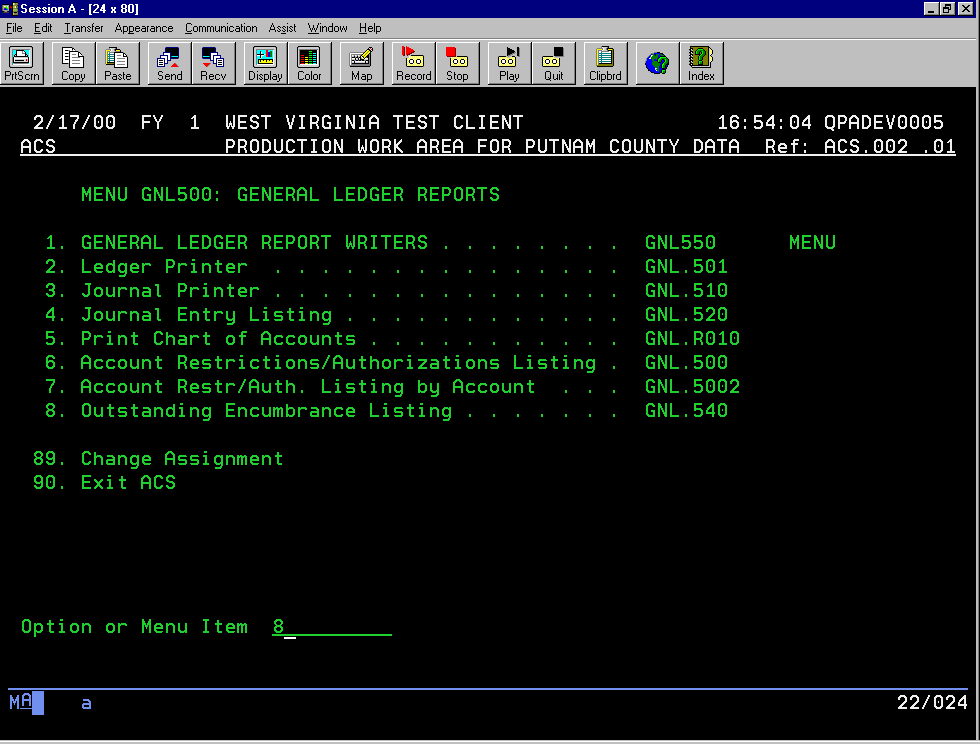 Session A - [24 x 80]
File Edit Transfer Appearance Communication Assist Window Help
PrtScrn Copy Paste Send Recv Display Color Map Record Stop Play Quit Clipbrd Index
2/17/00 FY 1 WEST VIRGINIA TEST CLIENT 16:54:04 QPADEV0005
ACS PRODUCTION WORK AREA FOR PUTNAM COUNTY DATA Ref: ACS.002 .01
MENU GNL500: GENERAL LEDGER REPORTS
1. GENERAL LEDGER REPORT WRITERS . . . . . . . . GNL550 MENU
2. Ledger Printer . . . . . . . . . . . . . . . GNL.501
3. Journal Printer . . . . . . . . . . . . . . . GNL.510
4. Journal Entry Listing . . . . . . . . . . . . GNL.520
5. Print Chart of Accounts . . . . . . . . . . . GNL.R010
6. Account Restrictions/Authorizations Listing . GNL.500
7. Account Restr/Auth. Listing by Account . . . GNL.5002
8. Outstanding Encumbrance Listing . . . . . . . GNL.540
89. Change Assignment
90. Exit ACS
Option or Menu Item 8
MA a 22/024